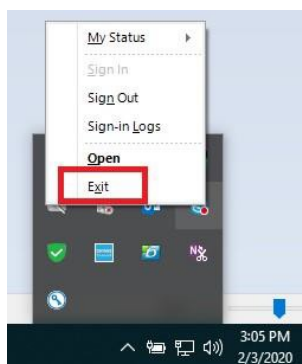 My Status
Sign In
Sign Out
Sign-in Logs
Open
Exit
N
3:05 PM
2/3/2020